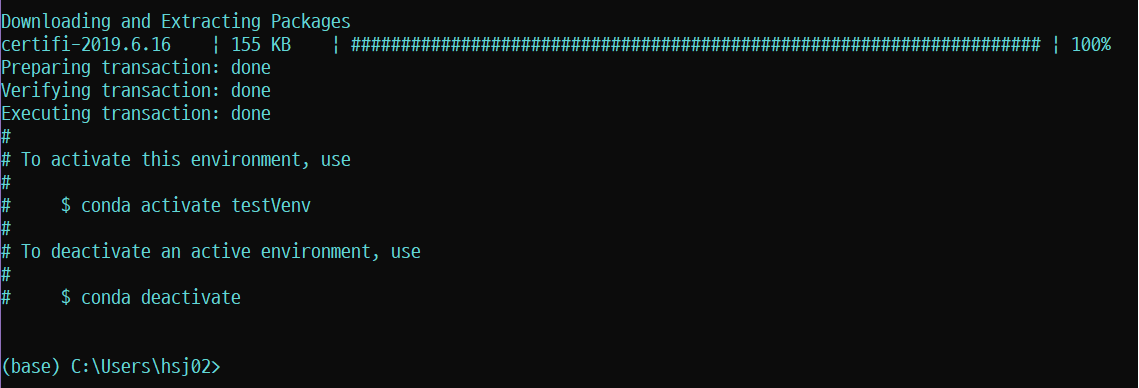 Downloading and Extracting Packages
certifi-2019.6.16    | 155 KB    | ##################################################################### | 100%
Preparing transaction: done
Verifying transaction: done
Executing transaction: done
#
# To activate this environment, use
#
#     $ conda activate testVenv
#
# To deactivate an active environment, use
#
#     $ conda deactivate
(base) C:\Users\hsj02>